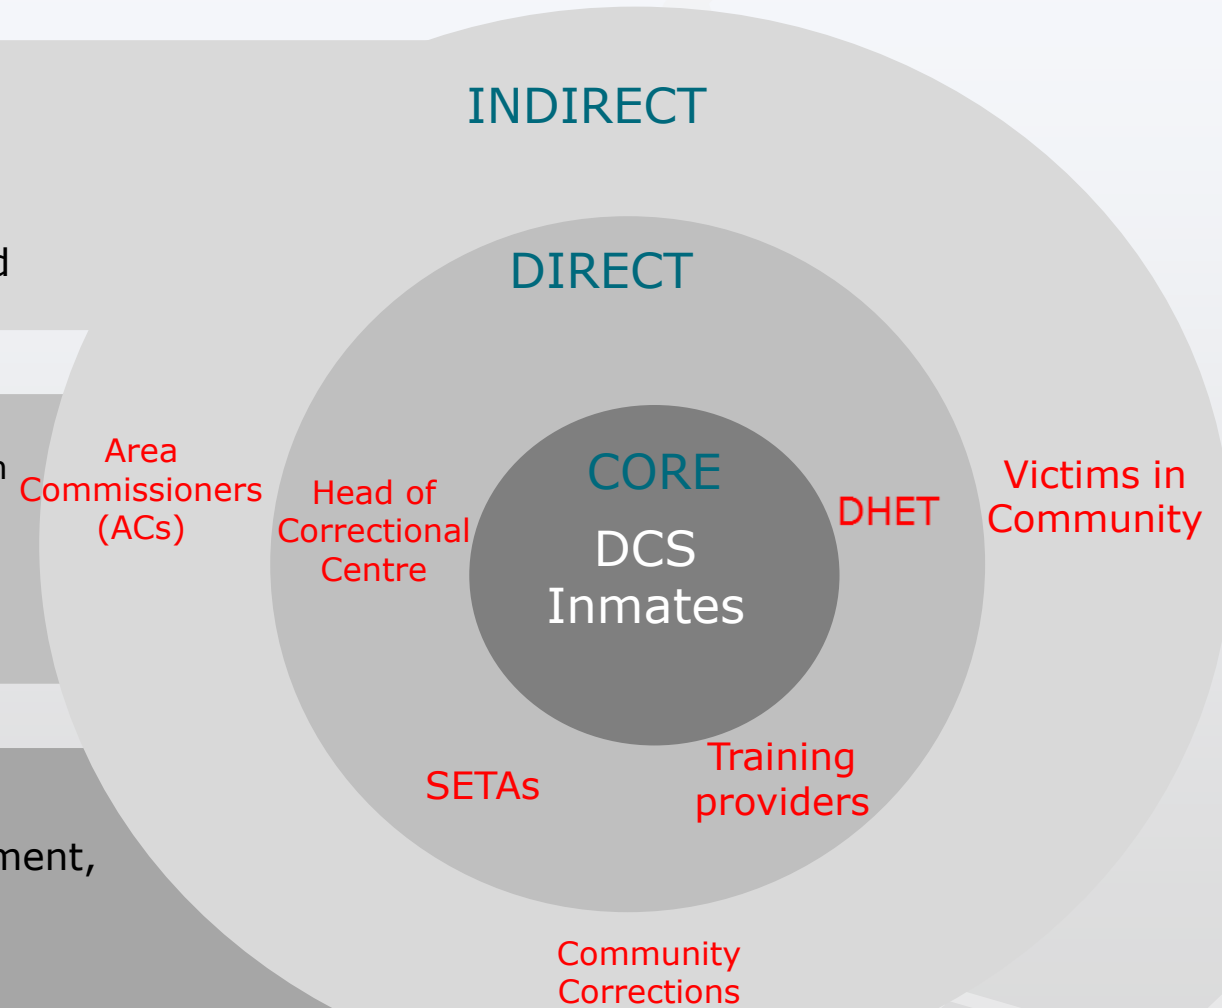 INDIRECT
d
DIRECT
n
Area
Commissioners
(ACs)
Head of
Correctional
Centre
CORE
DCS
Inmates
DHET
Victims in
Community
SETAs
Training
providers
ment,
Community
Corrections